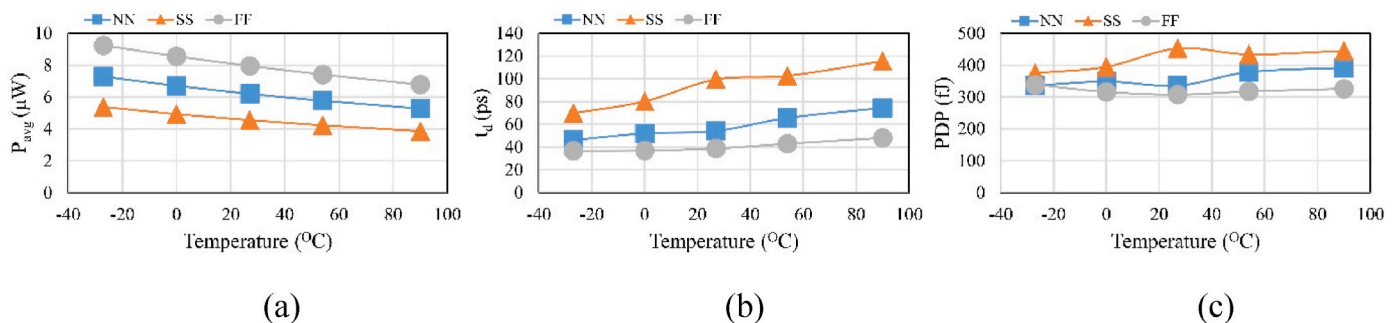 NN SS FF
P_avg (µW)
10
8
6
4
2
0
-40 -20 0 20 40 60 80 100
Temperature (°C)
(a)
NN SS FF
t_d (ps)
140
120
100
80
60
40
20
0
-40 -20 0 20 40 60 80 100
Temperature (°C)
(b)
NN SS FF
PDP (fJ)
500
400
300
200
100
0
-40 -20 0 20 40 60 80 100
Temperature (°C)
(c)